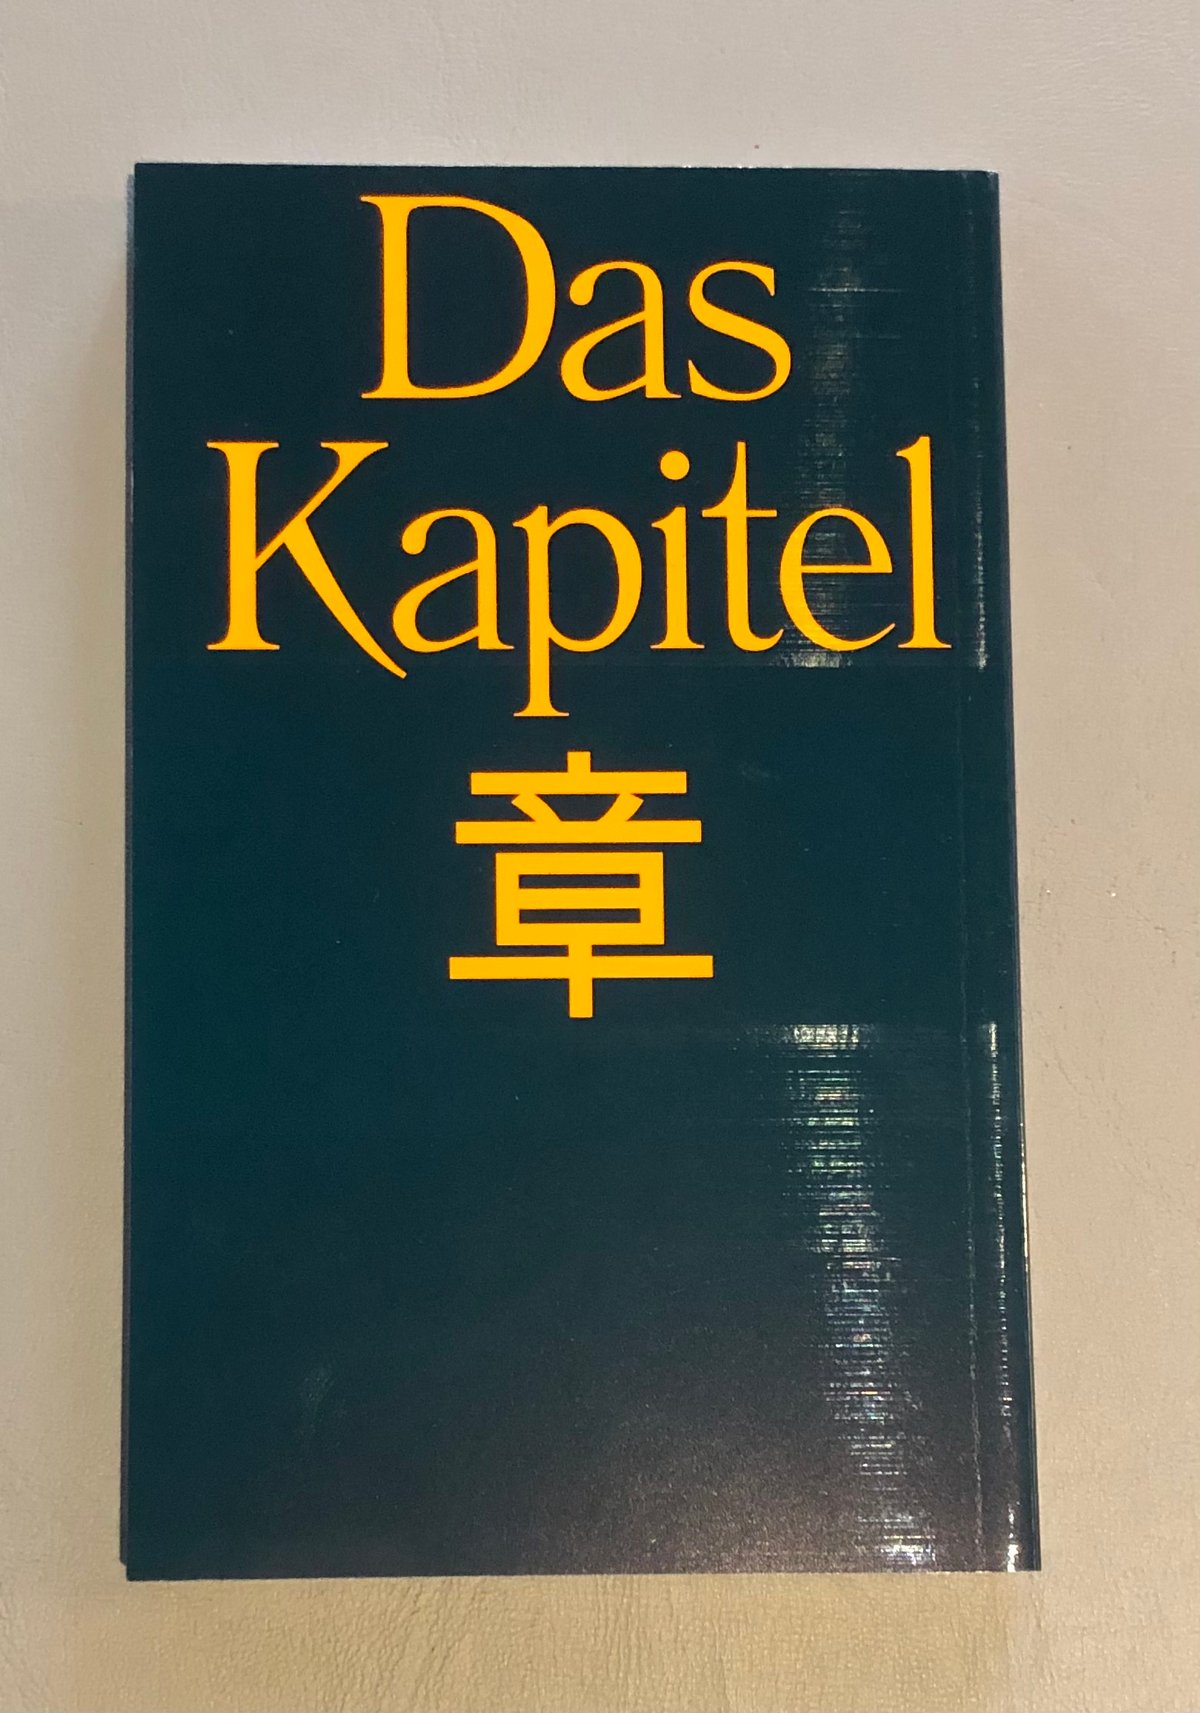 Das
Kapitel
章